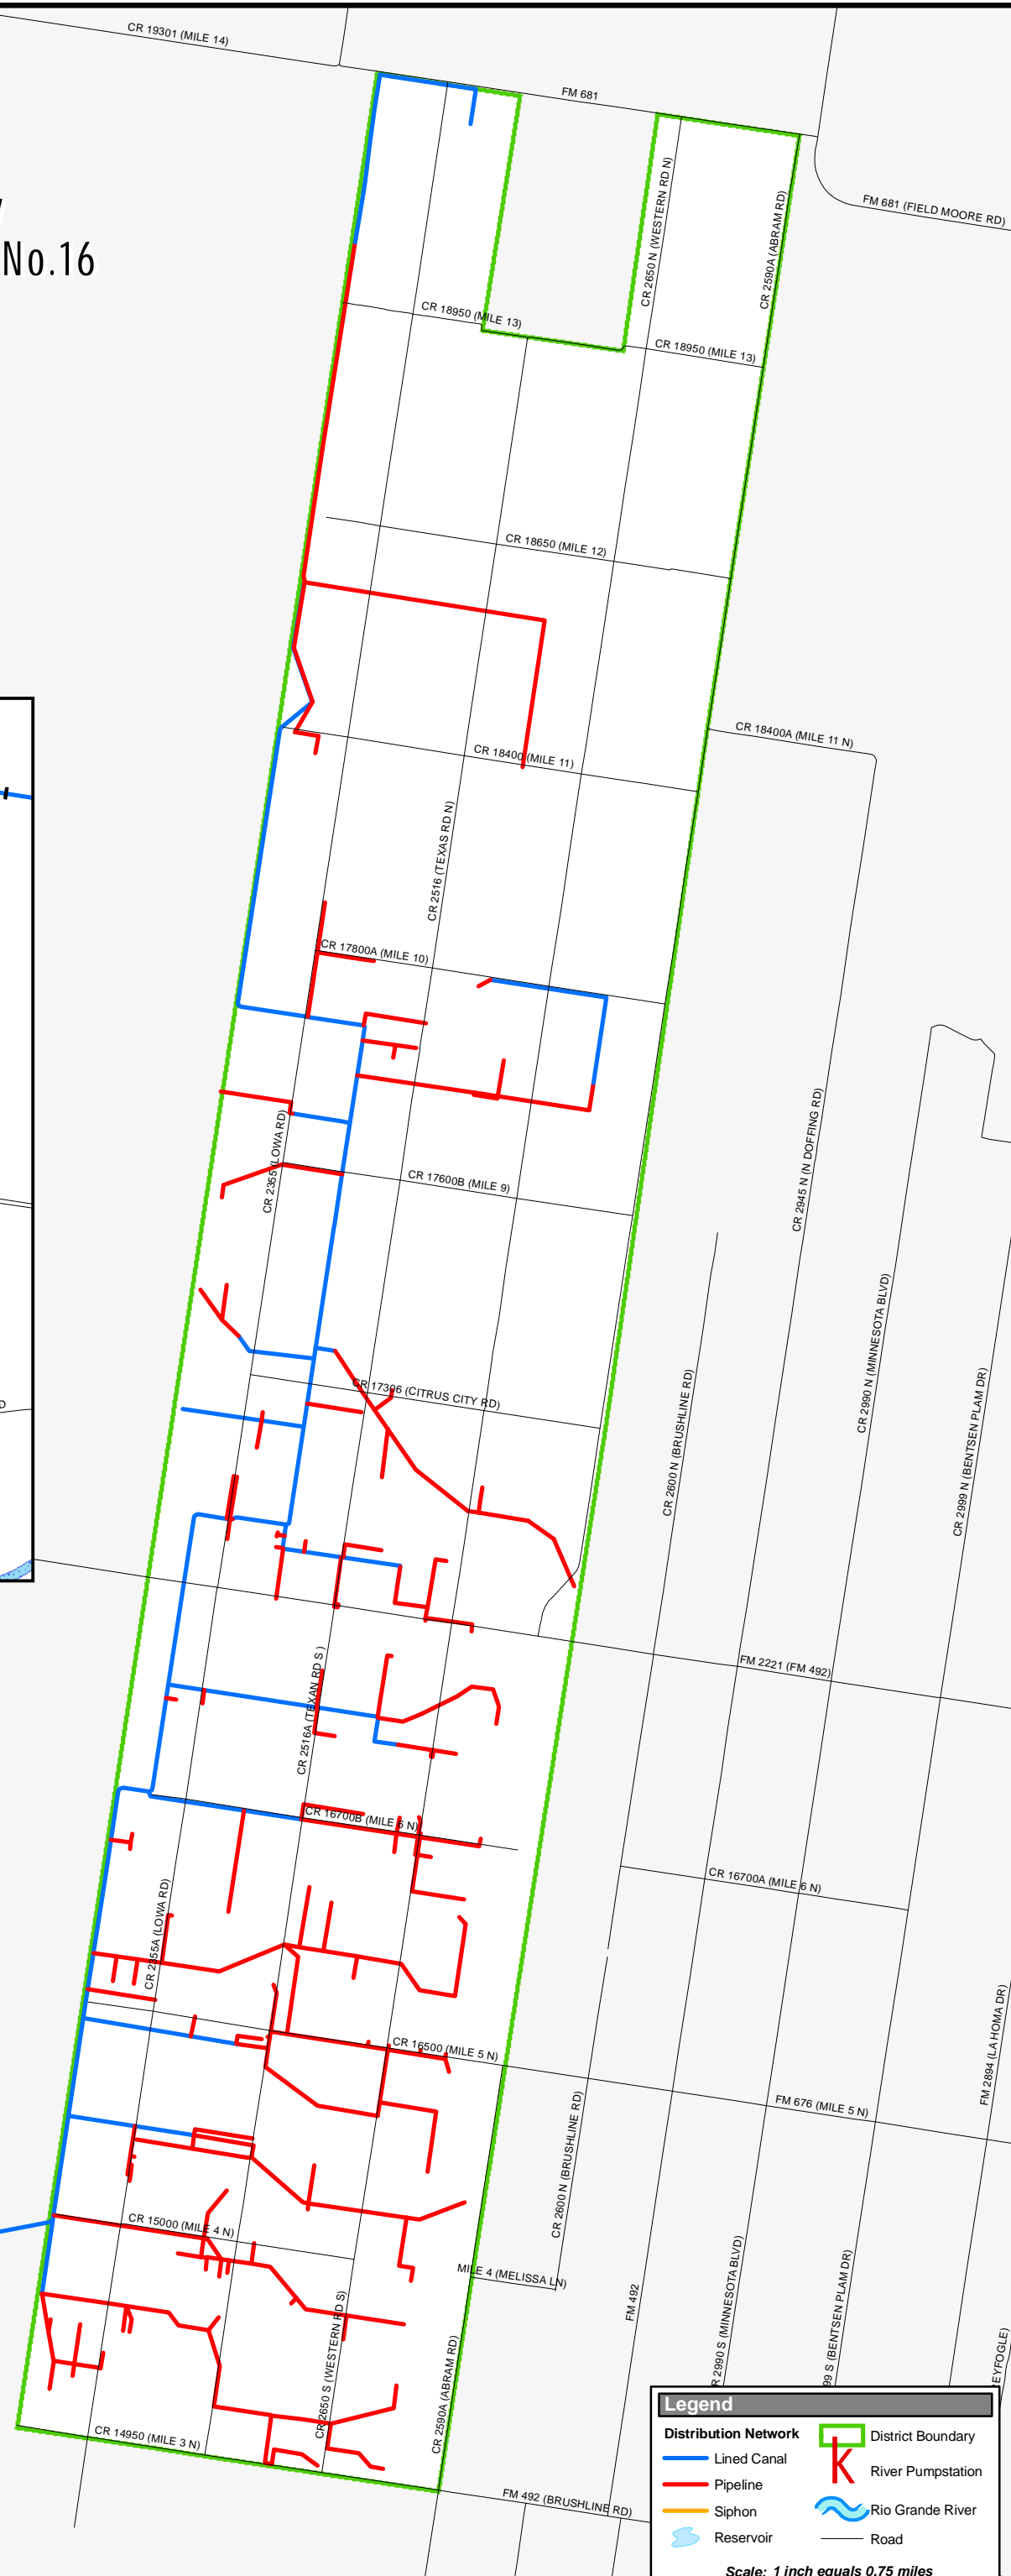 CR 19301 (MILE 14)
FM 681
No.16
FM 681 (FIELD MOORE RD)
CR 2650 N (WESTERN RD N)
CR 2590A (ABRAM RD)
CR 18950 (MILE 13)
CR 18950 (MILE 13)
CR 18650 (MILE 12)
CR 18400 (MILE 11)
CR 18400A (MILE 11 N)
CR 2516 (TEXAS RD N)
CR 17800A (MILE 10)
CR 2355 (LOWA RD)
CR 17600B (MILE 9)
CR 2945 N (N DOFFING RD)
CR 17306 (CITRUS CITY RD)
CR 2600 N (BRUSHLINE RD)
CR 2990 N (MINNESOTA BLVD)
CR 2999 N (BENTSEN PLAM DR)
D
FM 2221 (FM 492)
CR 2516A (TEXAN RD S )
CR 16700B (MILE 6 N)
CR 16700A (MILE 6 N)
CR 2355A (LOWA RD)
CR 16500 (MILE 5 N)
FM 676 (MILE 5 N)
FM 2894 (LA HOMA DR)
CR 2600 N (BRUSHLINE RD)
CR 15000 (MILE 4 N)
MILE 4 (MELISSA LN)
FM 492
R 2990 S (MINNESOTA BLVD)
99 S (BENTSEN PLAM DR)
EYFOGLE)
CR 2650 S (WESTERN RD S)
CR 2590A (ABRAM RD)
CR 14950 (MILE 3 N)
FM 492 (BRUSHLINE RD)
Legend
Distribution Network
Lined Canal
Pipeline
Siphon
Reservoir
District Boundary
River Pumpstation
Rio Grande River
Road
Scale: 1 inch equals 0.75 miles